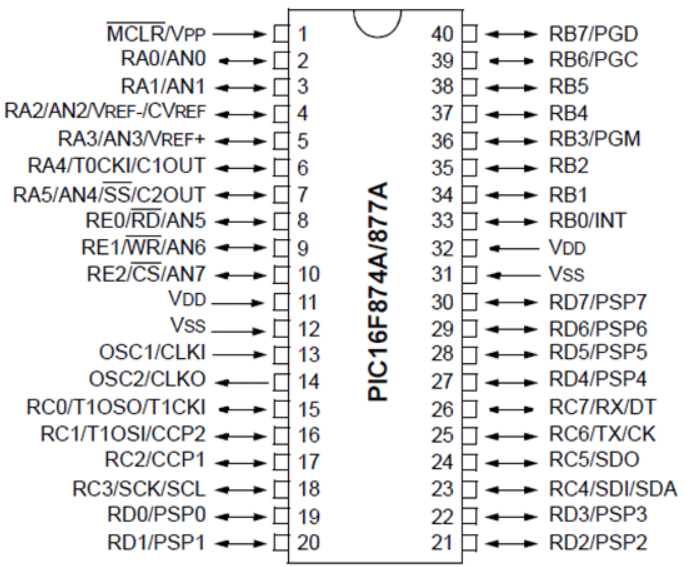 MCLR/VPP 1 40 RB7/PGD
RA0/AN0 2 39 RB6/PGC
RA1/AN1 3 38 RB5
RA2/AN2/VREF-/CVREF 4 37 RB4
RA3/AN3/VREF+ 5 36 RB3/PGM
RA4/T0CKI/C1OUT 6 35 RB2
RA5/AN4/SS/C2OUT 7 34 RB1
RE0/RD/AN5 8 33 RB0/INT
RE1/WR/AN6 9 32 VDD
RE2/CS/AN7 10 31 VSS
VDD 11 30 RD7/PSP7
VSS 12 29 RD6/PSP6
OSC1/CLKI 13 28 RD5/PSP5
OSC2/CLKO 14 27 RD4/PSP4
RC0/T1OSO/T1CKI 15 26 RC7/RX/DT
RC1/T1OSI/CCP2 16 25 RC6/TX/CK
RC2/CCP1 17 24 RC5/SDO
RC3/SCK/SCL 18 23 RC4/SDI/SDA
RD0/PSP0 19 22 RD3/PSP3
RD1/PSP1 20 21 RD2/PSP2
PIC16F874A/877A